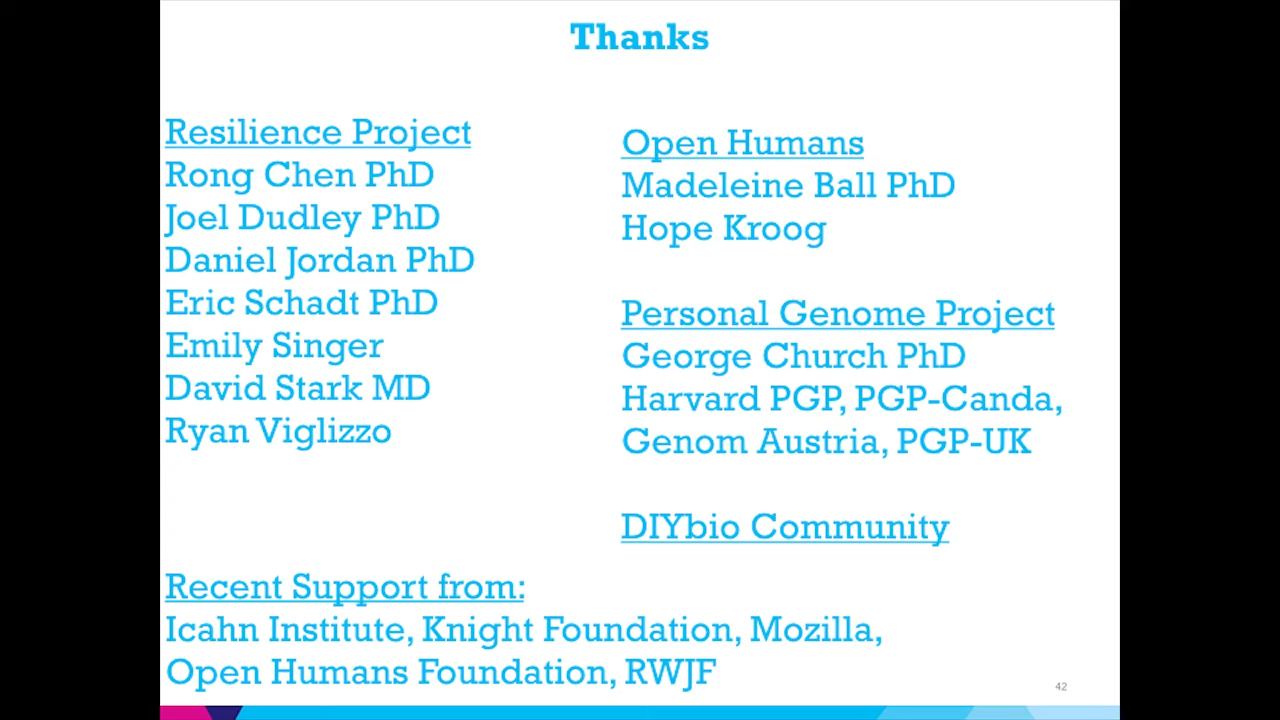 Thanks
Resilience Project
Rong Chen PhD
Joel Dudley PhD
Daniel Jordan PhD
Eric Schadt PhD
Emily Singer
David Stark MD
Ryan Viglizzo
Open Humans
Madeleine Ball PhD
Hope Kroog
Personal Genome Project
George Church PhD
Harvard PGP, PGP-Canda,
Genom Austria, PGP-UK
DIYbio Community
Recent Support from:
Icahn Institute, Knight Foundation, Mozilla,
Open Humans Foundation, RWJF
42